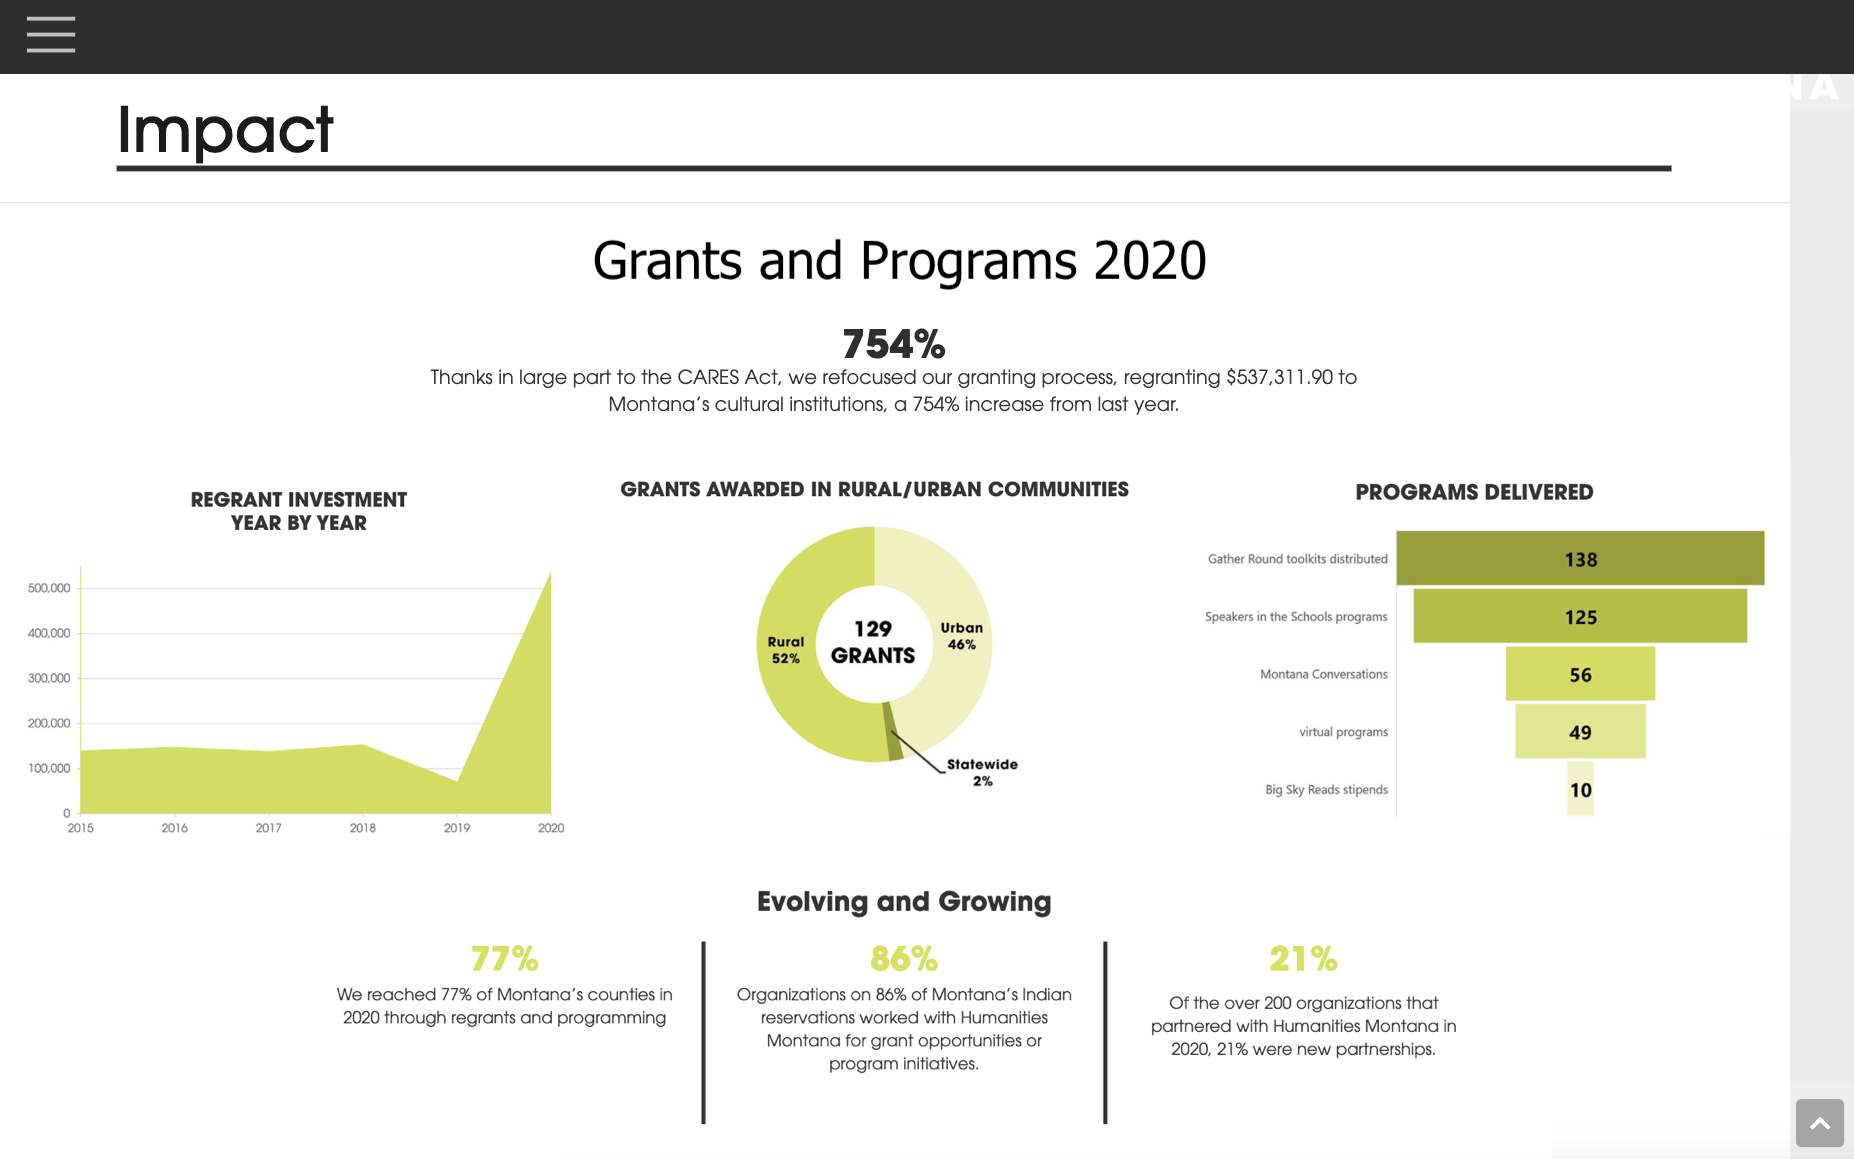 NA
Impact
Grants and Programs 2020
754%
Thanks in large part to the CARES Act, we refocused our granting process, regranting $537,311.90 to
Montana's cultural institutions, a 754% increase from last year.
REGRANT INVESTMENT
YEAR BY YEAR
500,000
400,000
300,000
200,000
100,000
0
2015 2016 2017 2018 2019 2020
GRANTS AWARDED IN RURAL/URBAN COMMUNITIES
129
GRANTS
Rural
52%
Urban
46%
Statewide
2%
PROGRAMS DELIVERED
Gather Round toolkits distributed 138
Speakers in the Schools programs 125
Montana Conversations 56
virtual programs 49
Big Sky Reads stipends 10
Evolving and Growing
77%
We reached 77% of Montana's counties in
2020 through regrants and programming
86%
Organizations on 86% of Montana's Indian
reservations worked with Humanities
Montana for grant opportunities or
program initiatives.
21%
Of the over 200 organizations that
partnered with Humanities Montana in
2020, 21% were new partnerships.